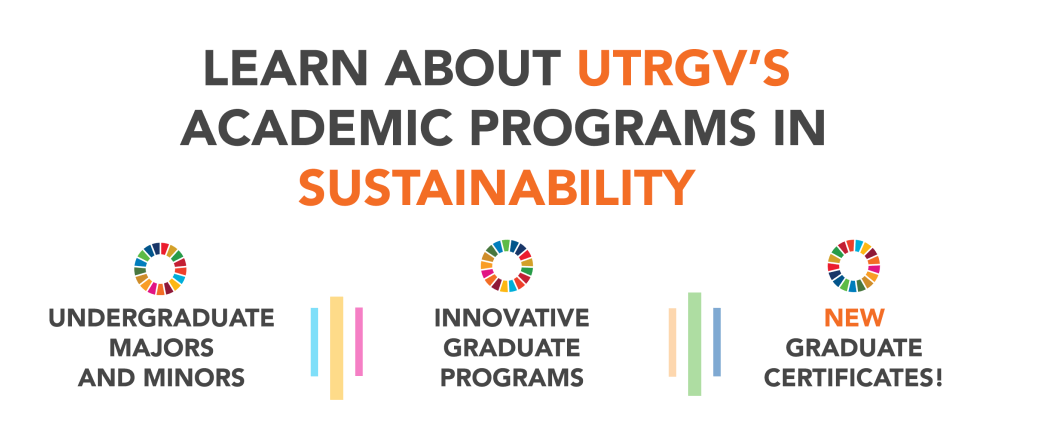 LEARN ABOUT UTRGV’S
ACADEMIC PROGRAMS IN
SUSTAINABILITY
UNDERGRADUATE
MAJORS
AND MINORS
INNOVATIVE
GRADUATE
PROGRAMS
NEW
GRADUATE
CERTIFICATES!